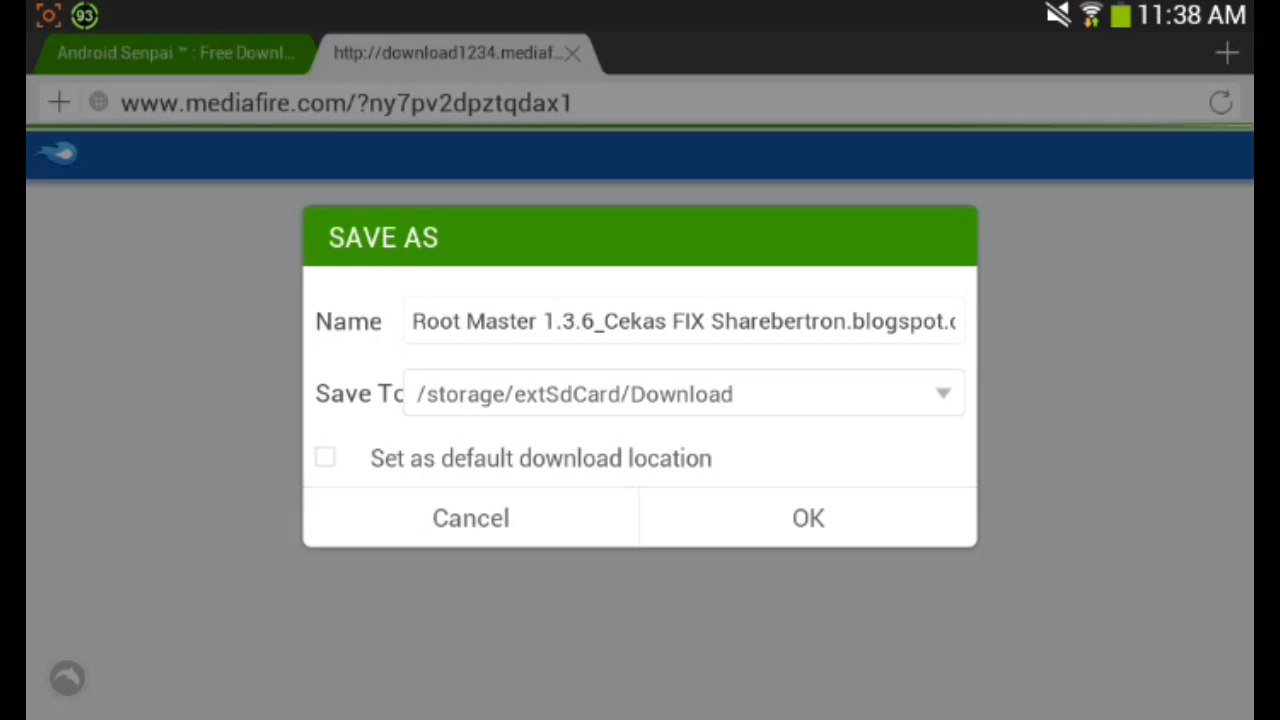 93
11:38 AM
Android Senpai ™ : Free Downl...
http://download1234.mediaf...
www.mediafire.com/?ny7pv2dpztqdax1
SAVE AS
Name Root Master 1.3.6_Cekas FIX Sharebertron.blogspot.c
Save To /storage/extSdCard/Download
Set as default download location
Cancel OK